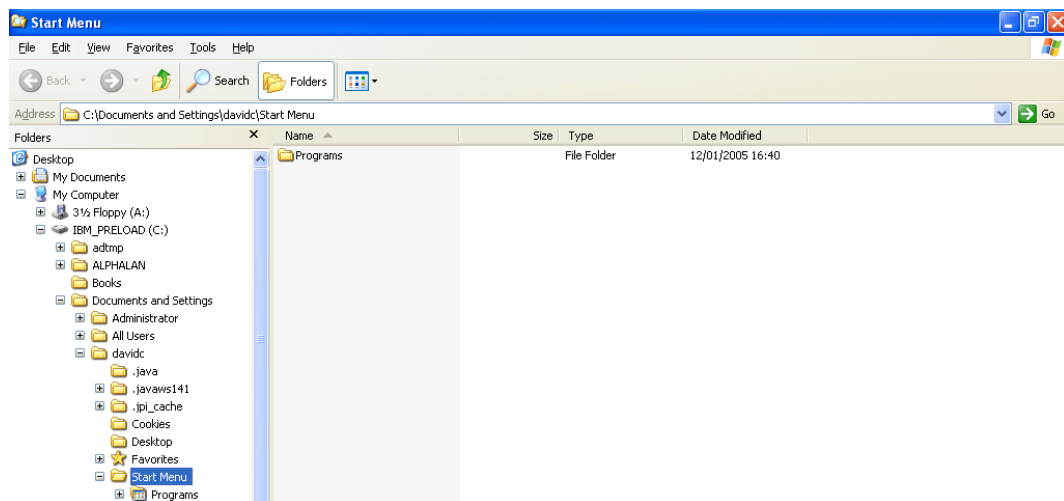 Start Menu
File Edit View Favorites Tools Help
Back Search Folders
Address C:\Documents and Settings\davidc\Start Menu Go
Folders Name Size Type Date Modified
Desktop
My Documents
My Computer
3½ Floppy (A:)
IBM_PRELOAD (C:)
adtmp
ALPHALAN
Books
Documents and Settings
Administrator
All Users
davidc
.java
.javaws141
.jpi_cache
Cookies
Desktop
Favorites
Start Menu
Programs
Programs File Folder 12/01/2005 16:40